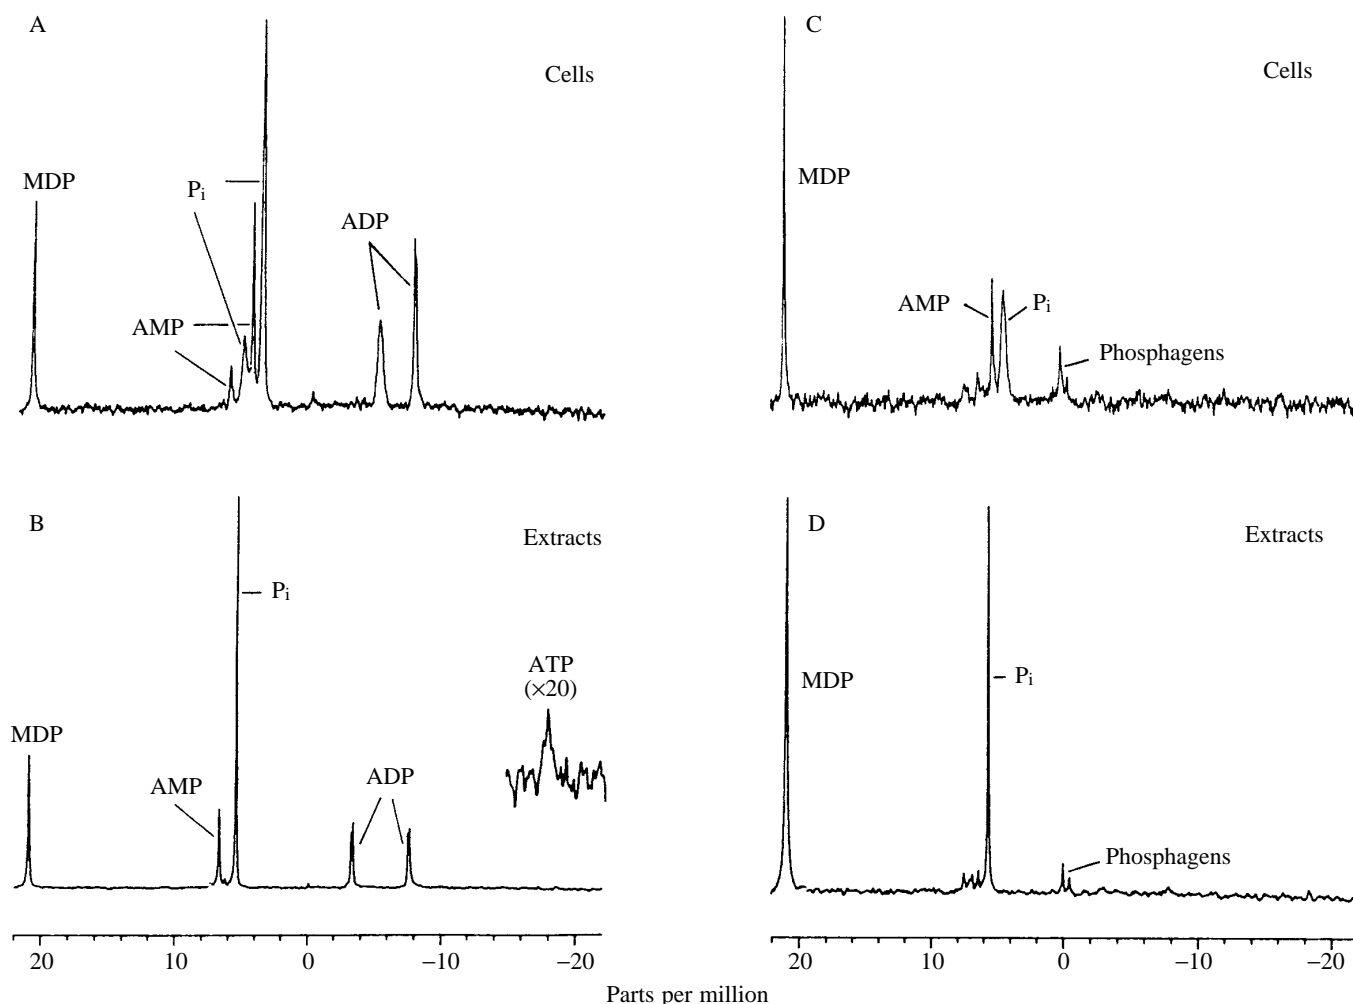 A
Cells
MDP
Pi
ADP
AMP
C
Cells
MDP
AMP
Pi
Phosphagens
B
Extracts
Pi
ATP
(×20)
MDP
AMP
ADP
D
Extracts
MDP
Pi
Phosphagens
20 10 0 −10 −20
20 10 0 −10 −20
Parts per million